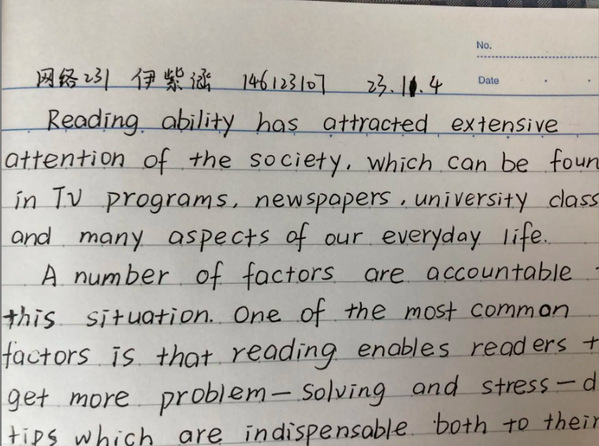 No.
网络231 伊紫涵 146123107 23.11.4
Date
Reading ability has attracted extensive
attention of the society, which can be foun
in TV programs, newspapers, university class
and many aspects of our everyday life.
A number of factors are accountable
this situation. One of the most common
factors is that reading enables readers t
get more problem-solving and stress-d
tips which are indispensable both to their